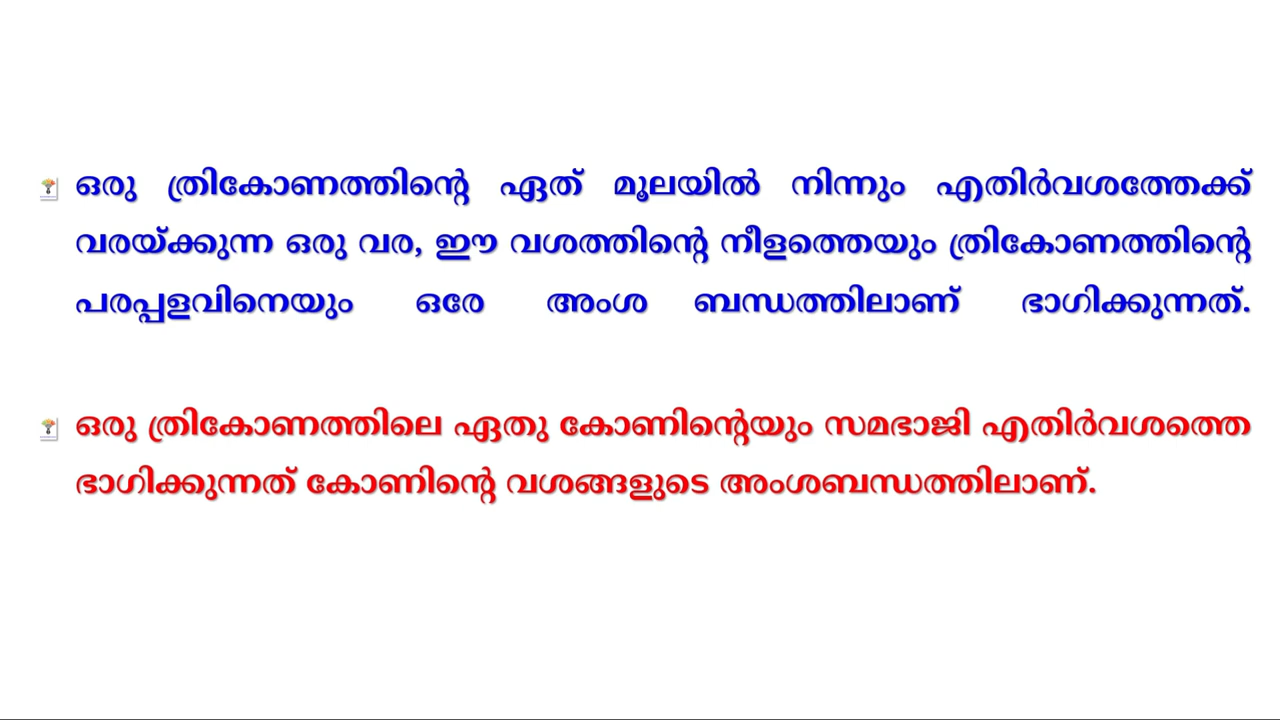 ഒരു ത്രികോണത്തിന്റെ ഏത് മൂലയിൽ നിന്നും എതിർവശത്തേക്ക്
വരയ്ക്കുന്ന ഒരു വര, ഈ വശത്തിന്റെ നീളത്തെയും ത്രികോണത്തിന്റെ
പരപ്പളവിനെയും ഒരേ അംശ ബന്ധത്തിലാണ് ഭാഗിക്കുന്നത്.
ഒരു ത്രികോണത്തിലെ ഏതു കോണിന്റെയും സമഭാജി എതിർവശത്തെ
ഭാഗിക്കുന്നത് കോണിന്റെ വശങ്ങളുടെ അംശബന്ധത്തിലാണ്.